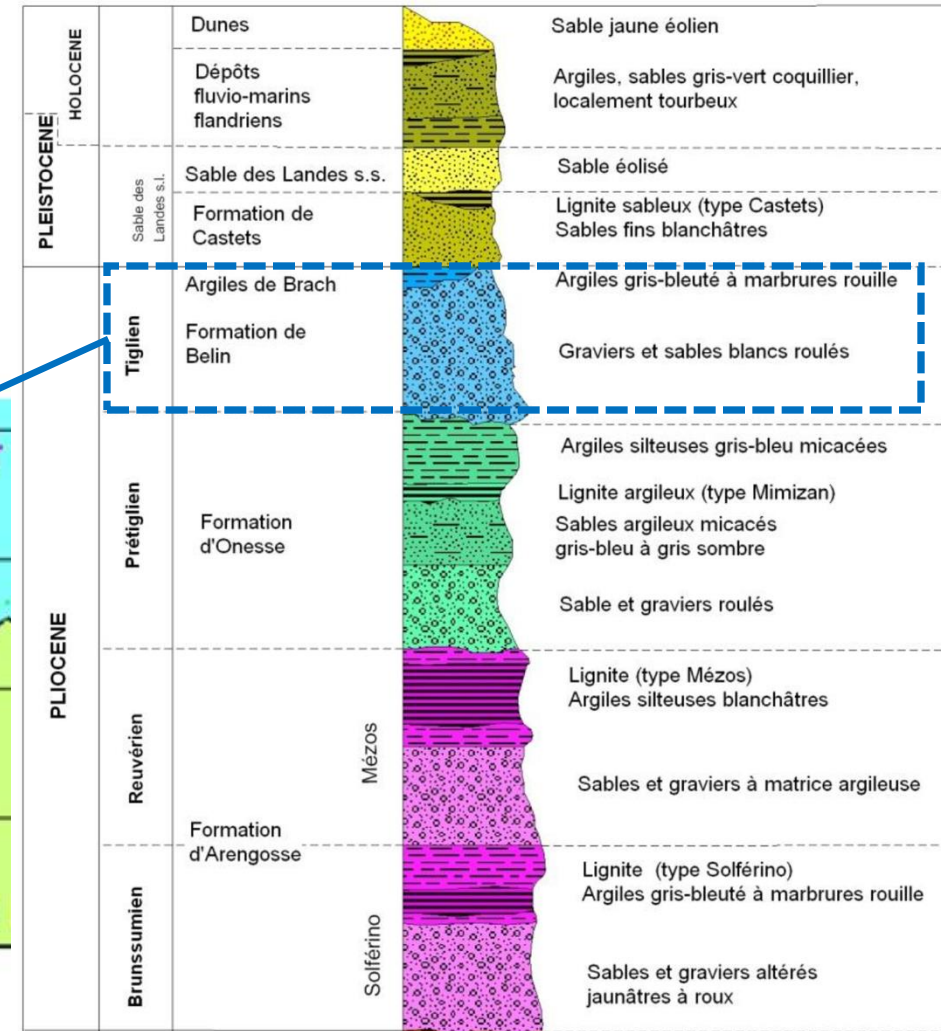 HOLOCENE
PLEISTOCENE
Dunes
Sable jaune éolien
Dépôts
fluvio-marins
flandriens
Argiles, sables gris-vert coquillier,
localement tourbeux
Sable des
Landes s.l.
Sable des Landes s.s.
Sable éolisé
Formation de
Castets
Lignite sableux (type Castets)
Sables fins blanchâtres
PLIOCENE
Tiglien
Argiles de Brach
Argiles gris-bleuté à marbrures rouille
Formation de
Belin
Graviers et sables blancs roulés
Prétiglien
Formation
d'Onesse
Argiles silteuses gris-bleu micacées
Lignite argileux (type Mimizan)
Sables argileux micacés
gris-bleu à gris sombre
Sable et graviers roulés
Reuvérien
Formation
d'Arengosse
Mézos
Lignite (type Mézos)
Argiles silteuses blanchâtres
Sables et graviers à matrice argileuse
Brunssumien
Solférino
Lignite (type Solférino)
Argiles gris-bleuté à marbrures rouille
Sables et graviers altérés
jaunâtres à roux